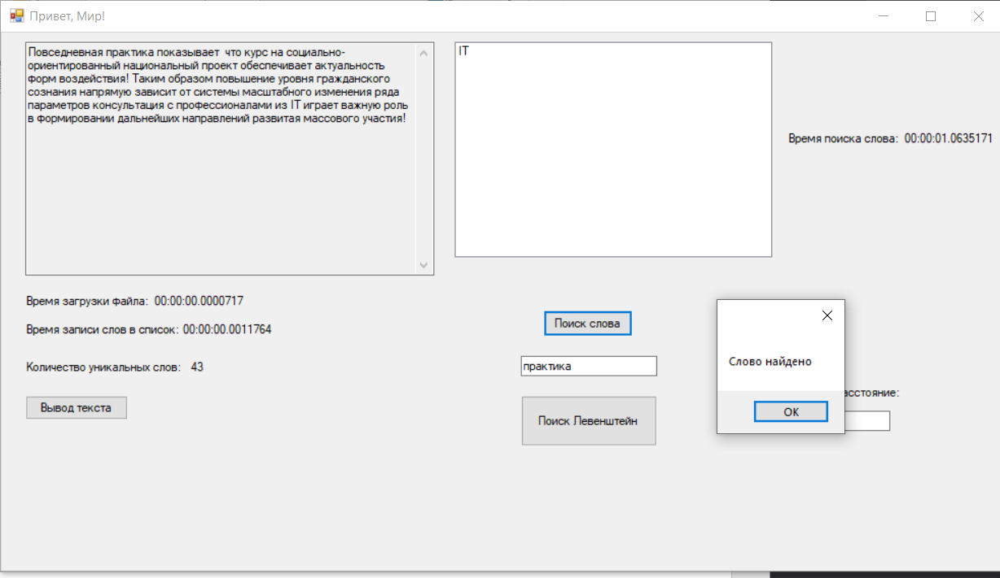 Привет, Мир!
Повседневная практика показывает что курс на социально-
ориентированный национальный проект обеспечивает актуальность
форм воздействия! Таким образом повышение уровня гражданского
сознания напрямую зависит от системы масштабного изменения ряда
параметров консультация с профессионалами из IT играет важную роль
в формировании дальнейших направлений развитая массового участия!
IT
Время поиска слова: 00:00:01.0635171
Время загрузки файла: 00:00:00.0000717
Время записи слов в список: 00:00:00.0011764
Количество уникальных слов: 43
Вывод текста
Поиск слова
практика
Поиск Левенштейн
Слово найдено
OK
асстояние: